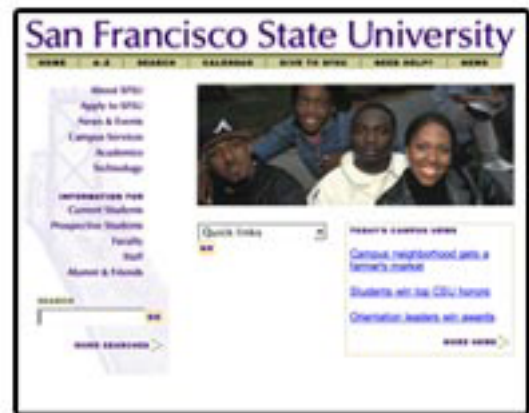 San Francisco State University
HOME A-Z SEARCH CALENDAR GIVE TO SFSU NEED HELP? NEWS
About SFSU
Apply to SFSU
News & Events
Campus Services
Academics
Technology
INFORMATION FOR
Current Students
Prospective Students
Faculty
Staff
Alumni & Friends
SEARCH
GO
MORE SEARCHES
Quick links
GO
TODAY'S CAMPUS NEWS
Campus neighborhood gets a
farmer's market
Students win top CSU honors
Orientation leaders win awards
MORE NEWS